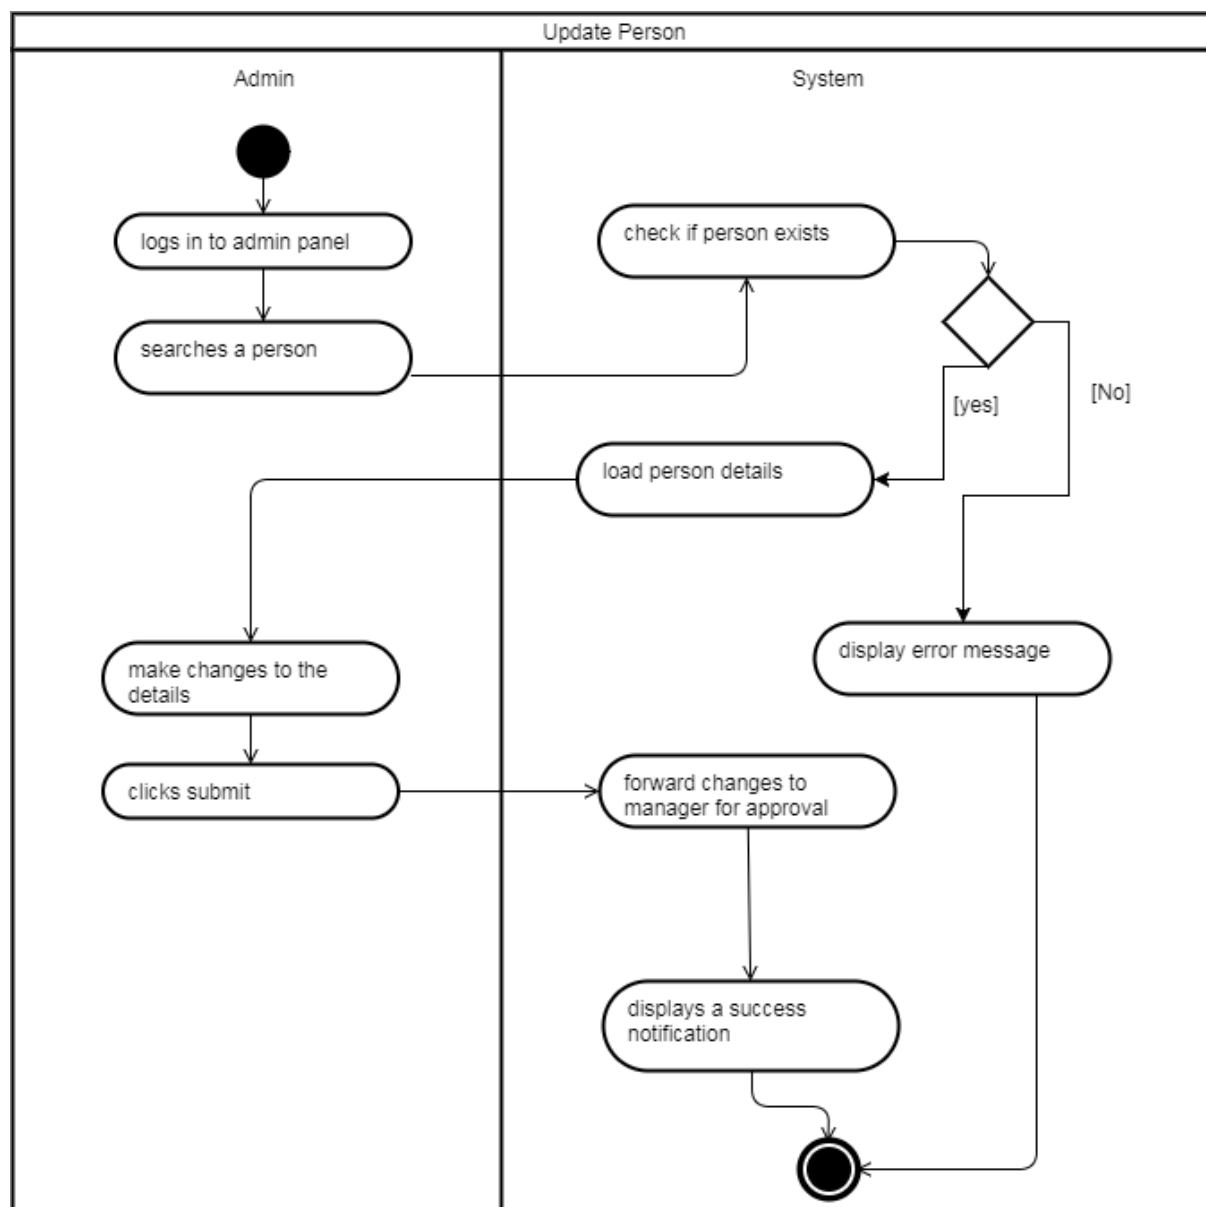 Update Person
Admin
System
logs in to admin panel
check if person exists
searches a person
[yes]
[No]
load person details
make changes to the
details
display error message
clicks submit
forward changes to
manager for approval
displays a success
notification